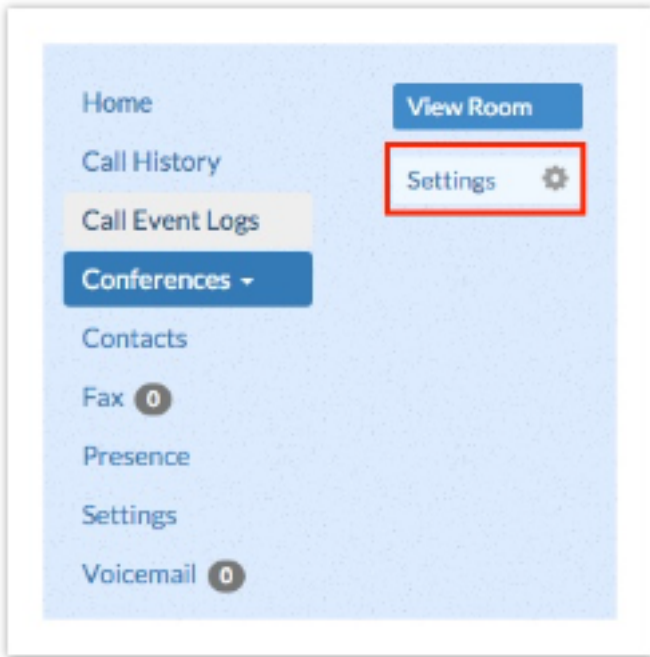 Home
Call History
Call Event Logs
Conferences
Contacts
Fax 0
Presence
Settings
Voicemail 0
View Room
Settings